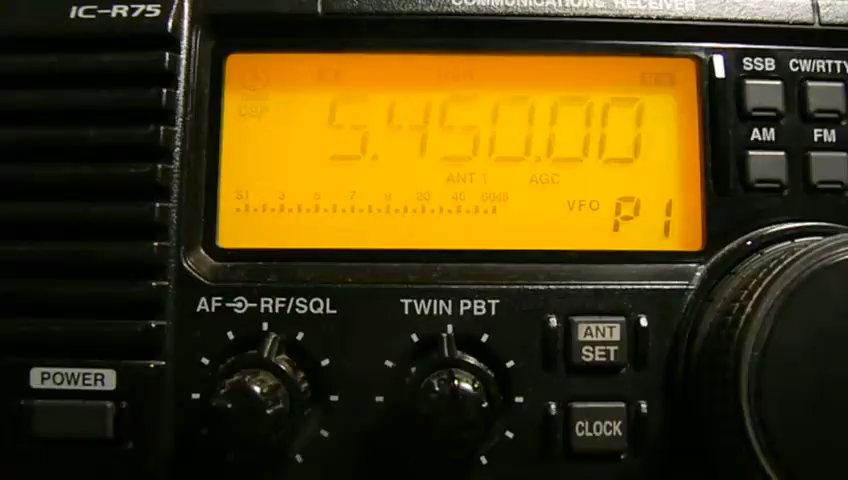 IC-R75
COMMUNICATIONS RECEIVER
SSB CW/RTTY
AM FM
DSP
5.450.00
ANT 1 AGC
S1 3 5 7 9 20 40 60dB
VFO P1
AF RF/SQL
TWIN PBT
ANT
SET
POWER
CLOCK